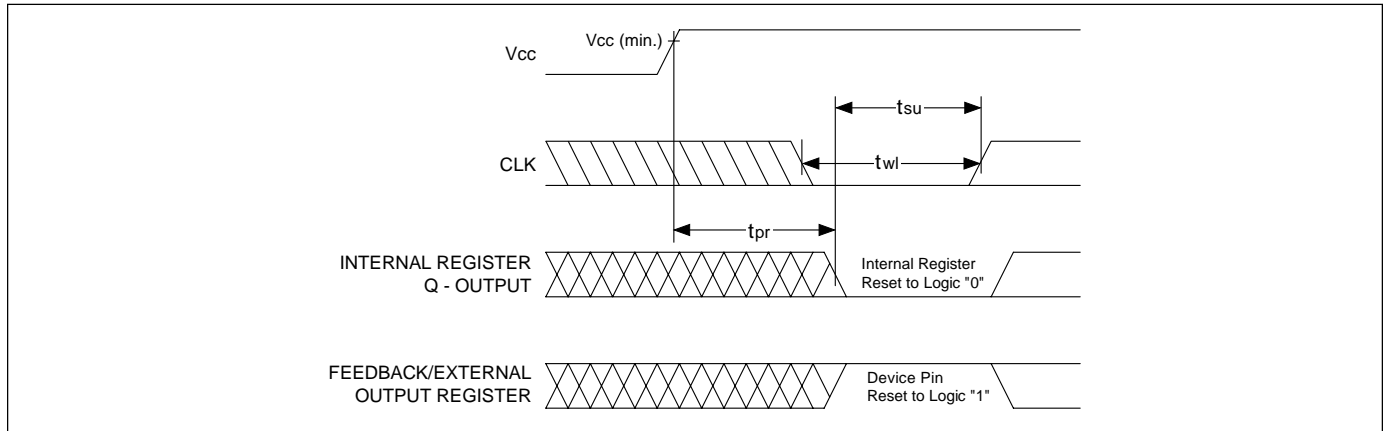 Vcc
Vcc (min.)
tsu
CLK
twl
tpr
INTERNAL REGISTER
Q - OUTPUT
Internal Register
Reset to Logic "0"
FEEDBACK/EXTERNAL
OUTPUT REGISTER
Device Pin
Reset to Logic "1"